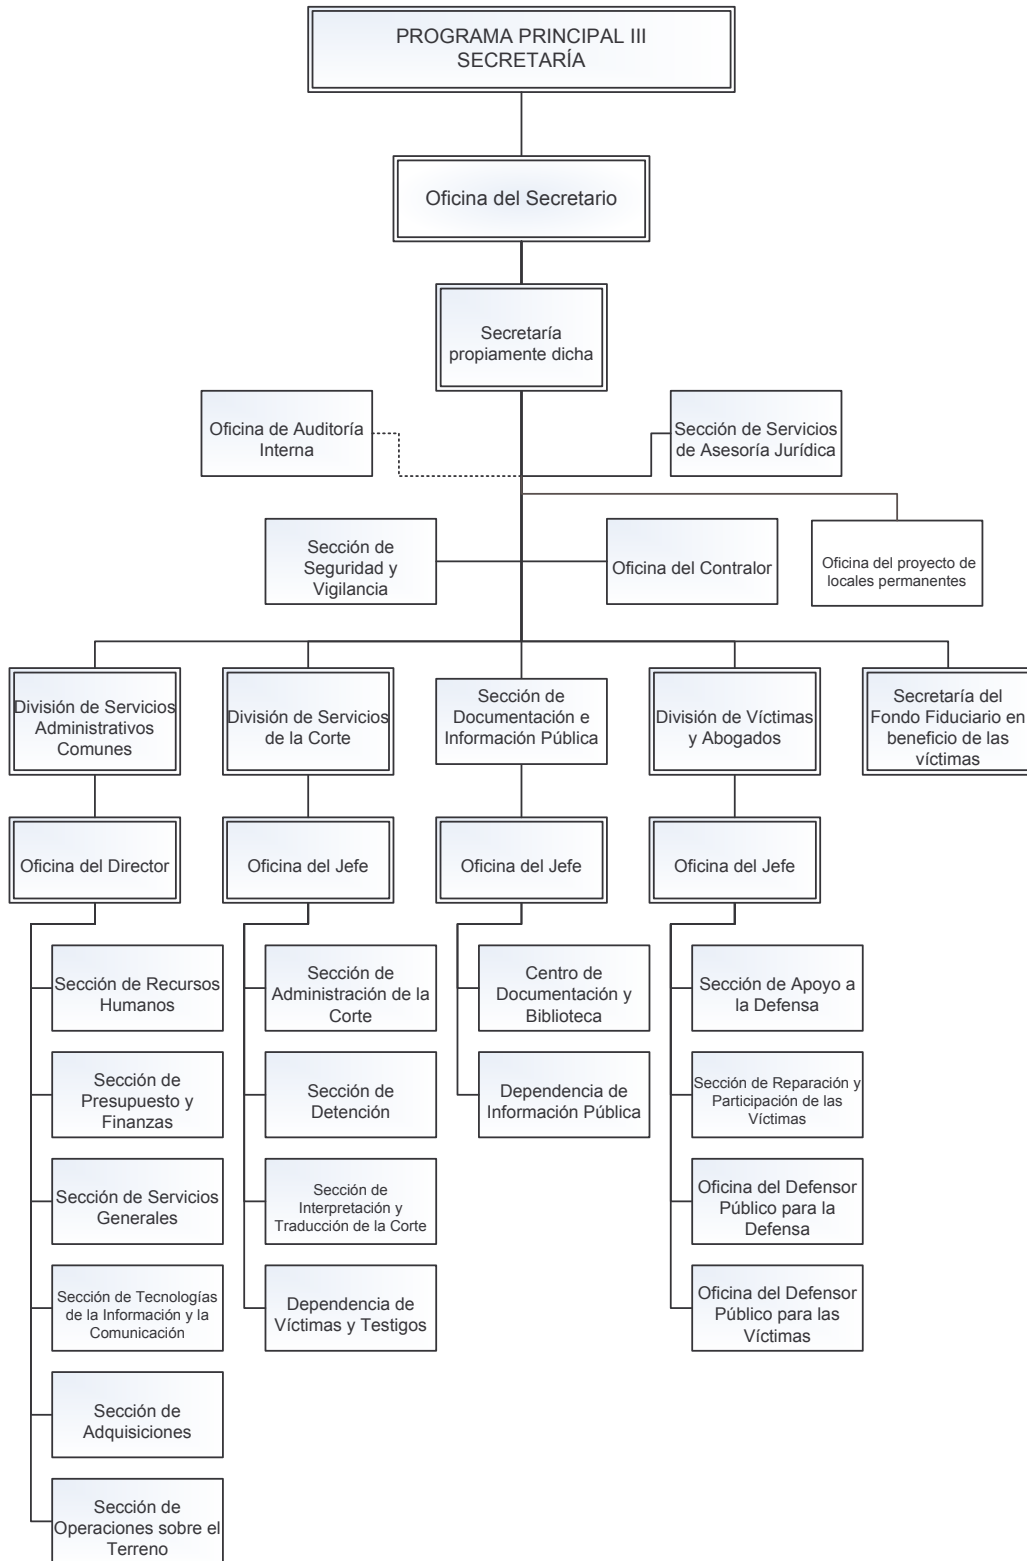 PROGRAMA PRINCIPAL III
SECRETARÍA
Oficina del Secretario
Secretaría
propiamente dicha
Oficina de Auditoría
Interna
Sección de Servicios
de Asesoría Jurídica
Sección de
Seguridad y
Vigilancia
Oficina del Contralor
Oficina del proyecto de
locales permanentes
División de Servicios
Administrativos
Comunes
División de Servicios
de la Corte
Sección de
Documentación e
Información Pública
División de Víctimas
y Abogados
Secretaría del
Fondo Fiduciario en
beneficio de las
víctimas
Oficina del Director
Oficina del Jefe
Oficina del Jefe
Oficina del Jefe
Sección de Recursos
Humanos
Sección de
Presupuesto y
Finanzas
Sección de Servicios
Generales
Sección de Tecnologías
de la Información y la
Comunicación
Sección de
Adquisiciones
Sección de
Operaciones sobre el
Terreno
Sección de
Administración de la
Corte
Sección de
Detención
Sección de
Interpretación y
Traducción de la Corte
Dependencia de
Víctimas y Testigos
Centro de
Documentación y
Biblioteca
Dependencia de
Información Pública
Sección de Apoyo a
la Defensa
Sección de Reparación y
Participación de las
Víctimas
Oficina del Defensor
Público para la
Defensa
Oficina del Defensor
Público para las
Víctimas